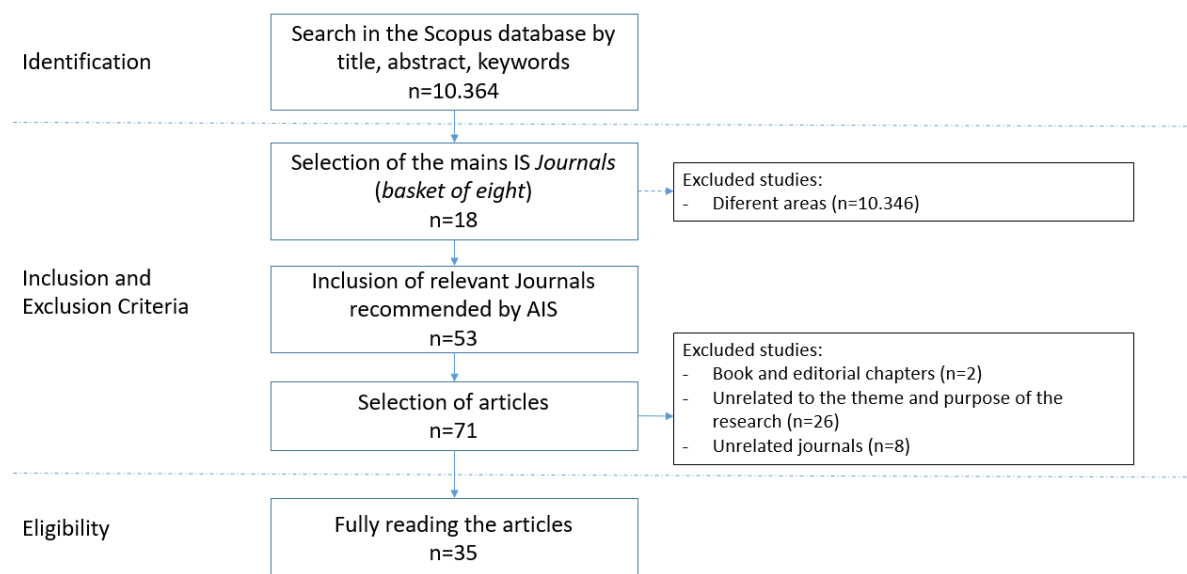 Identification
Search in the Scopus database by
title, abstract, keywords
n=10.364
Selection of the mains IS Journals
(basket of eight)
n=18
Excluded studies:
- Diferent areas (n=10.346)
Inclusion and
Exclusion Criteria
Inclusion of relevant Journals
recommended by AIS
n=53
Selection of articles
n=71
Excluded studies:
- Book and editorial chapters (n=2)
- Unrelated to the theme and purpose of the
research (n=26)
- Unrelated journals (n=8)
Eligibility
Fully reading the articles
n=35